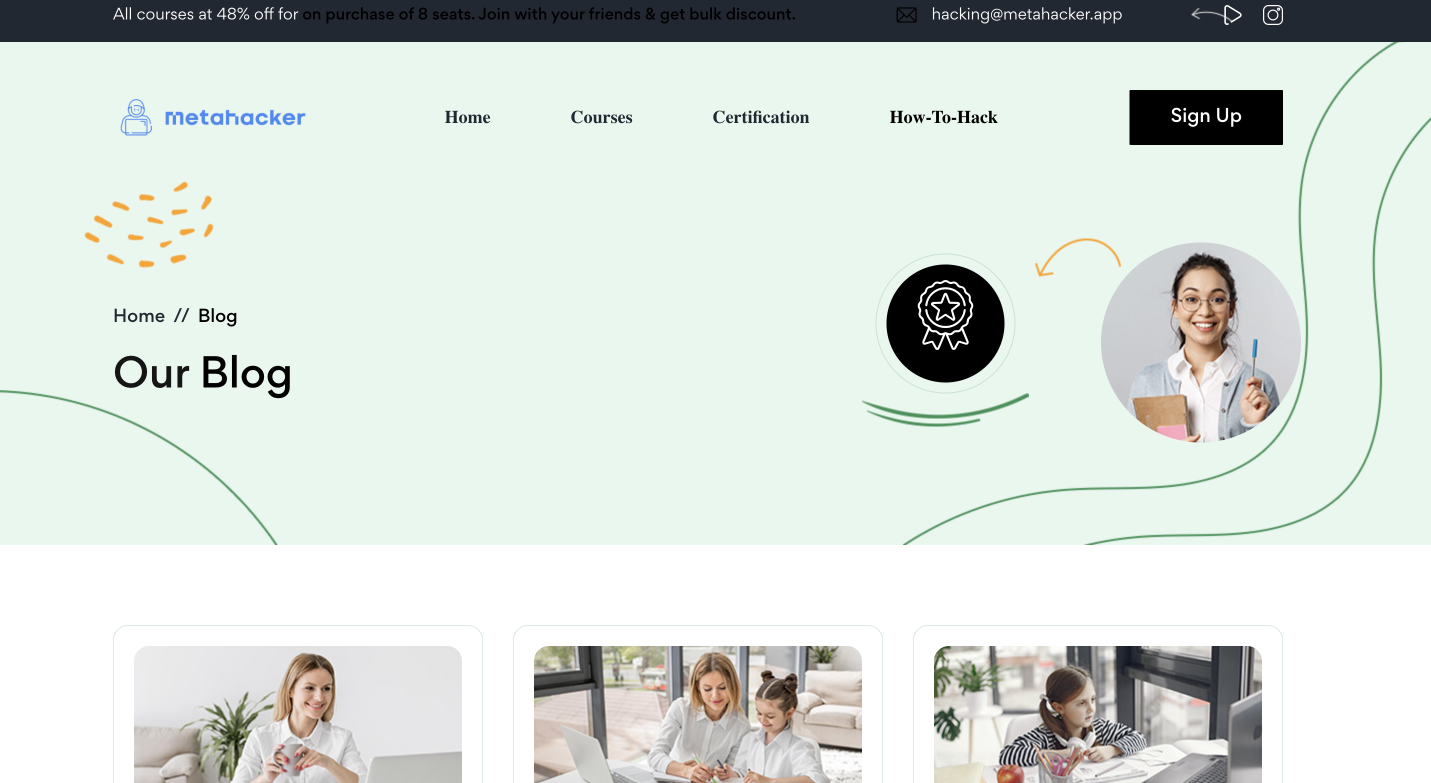 All courses at 48% off for on purchase of 8 seats. Join with your friends & get bulk discount.
hacking@metahacker.app
metahacker
Home
Courses
Certification
How-To-Hack
Sign Up
Home // Blog
Our Blog